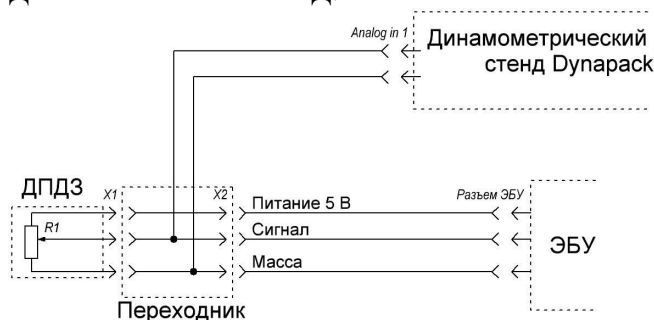 Analog in 1
Динамометрический
стенд Dynapack
ДПДЗ
X1
X2
Питание 5 В
Разъем ЭБУ
R1
Сигнал
ЭБУ
Масса
Переходник